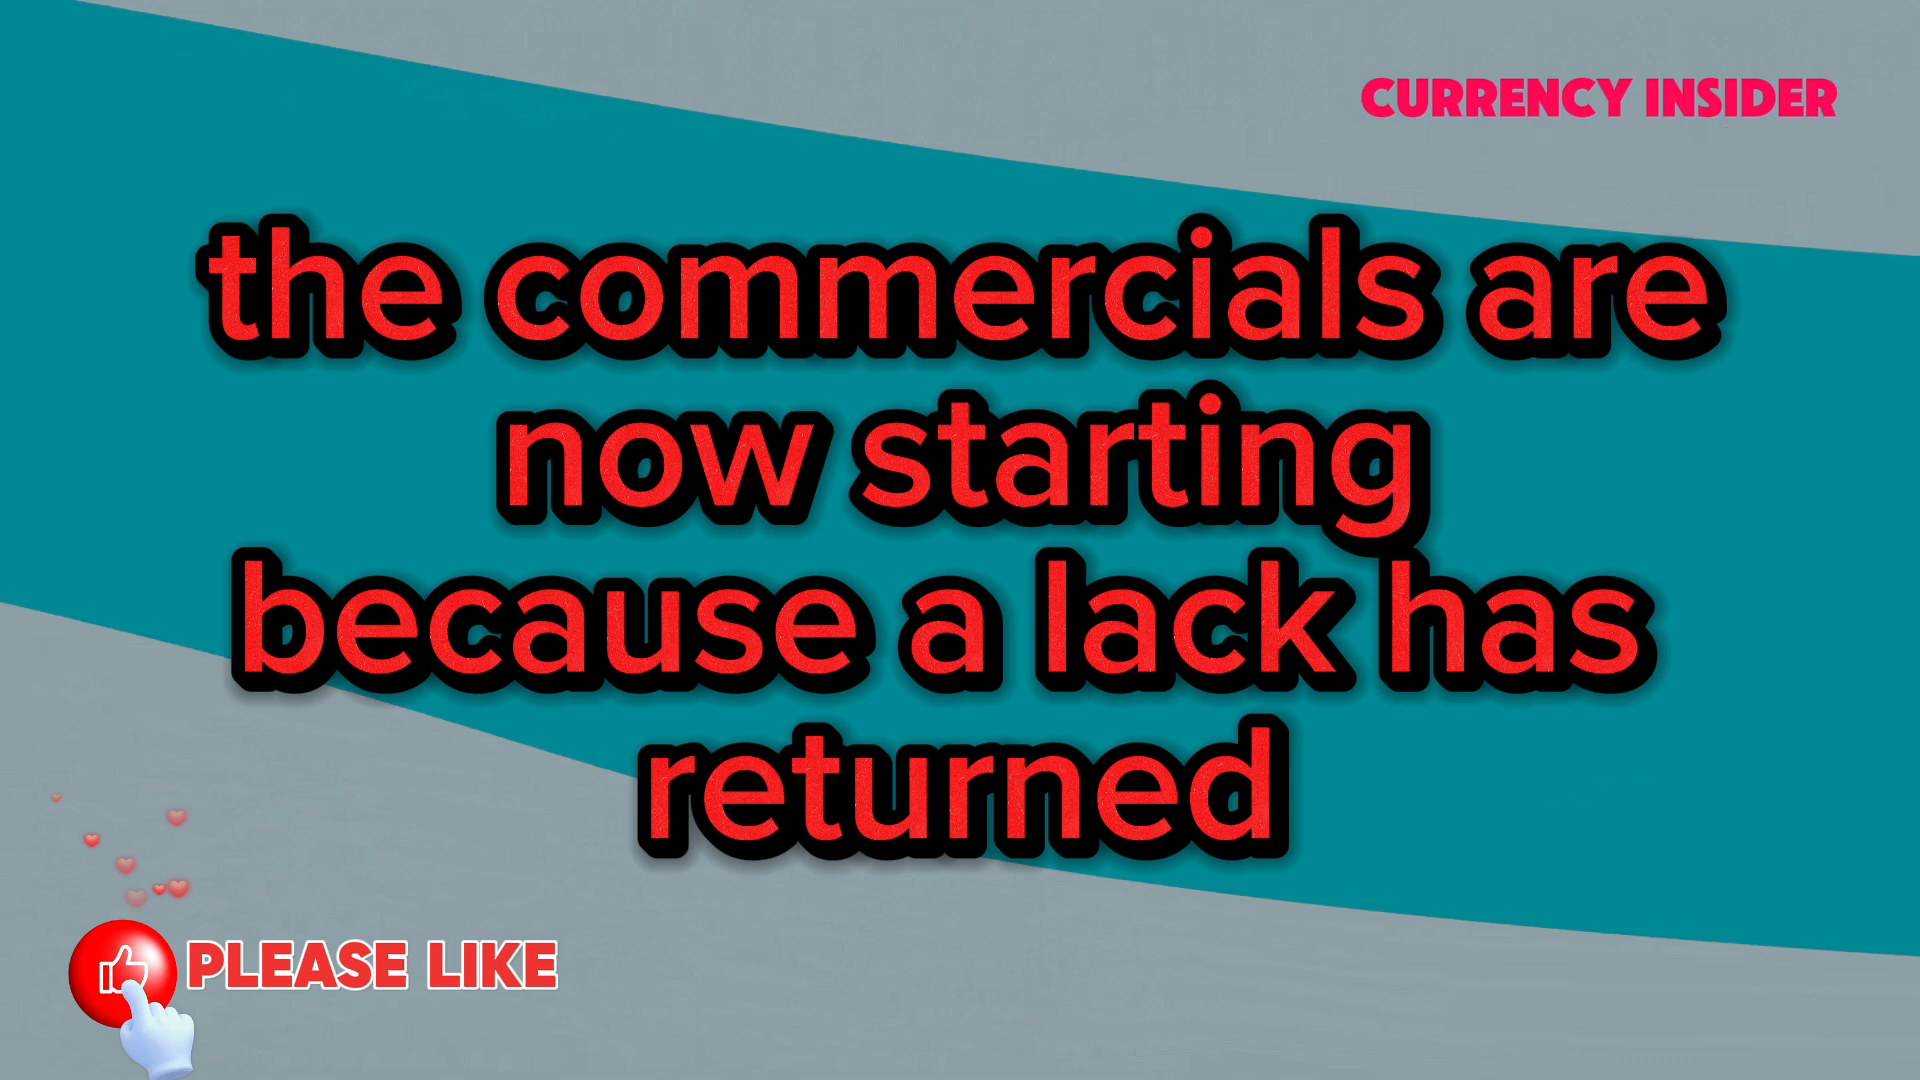 CURRENCY INSIDER
the commercials are
now starting
because a lack has
returned
PLEASE LIKE